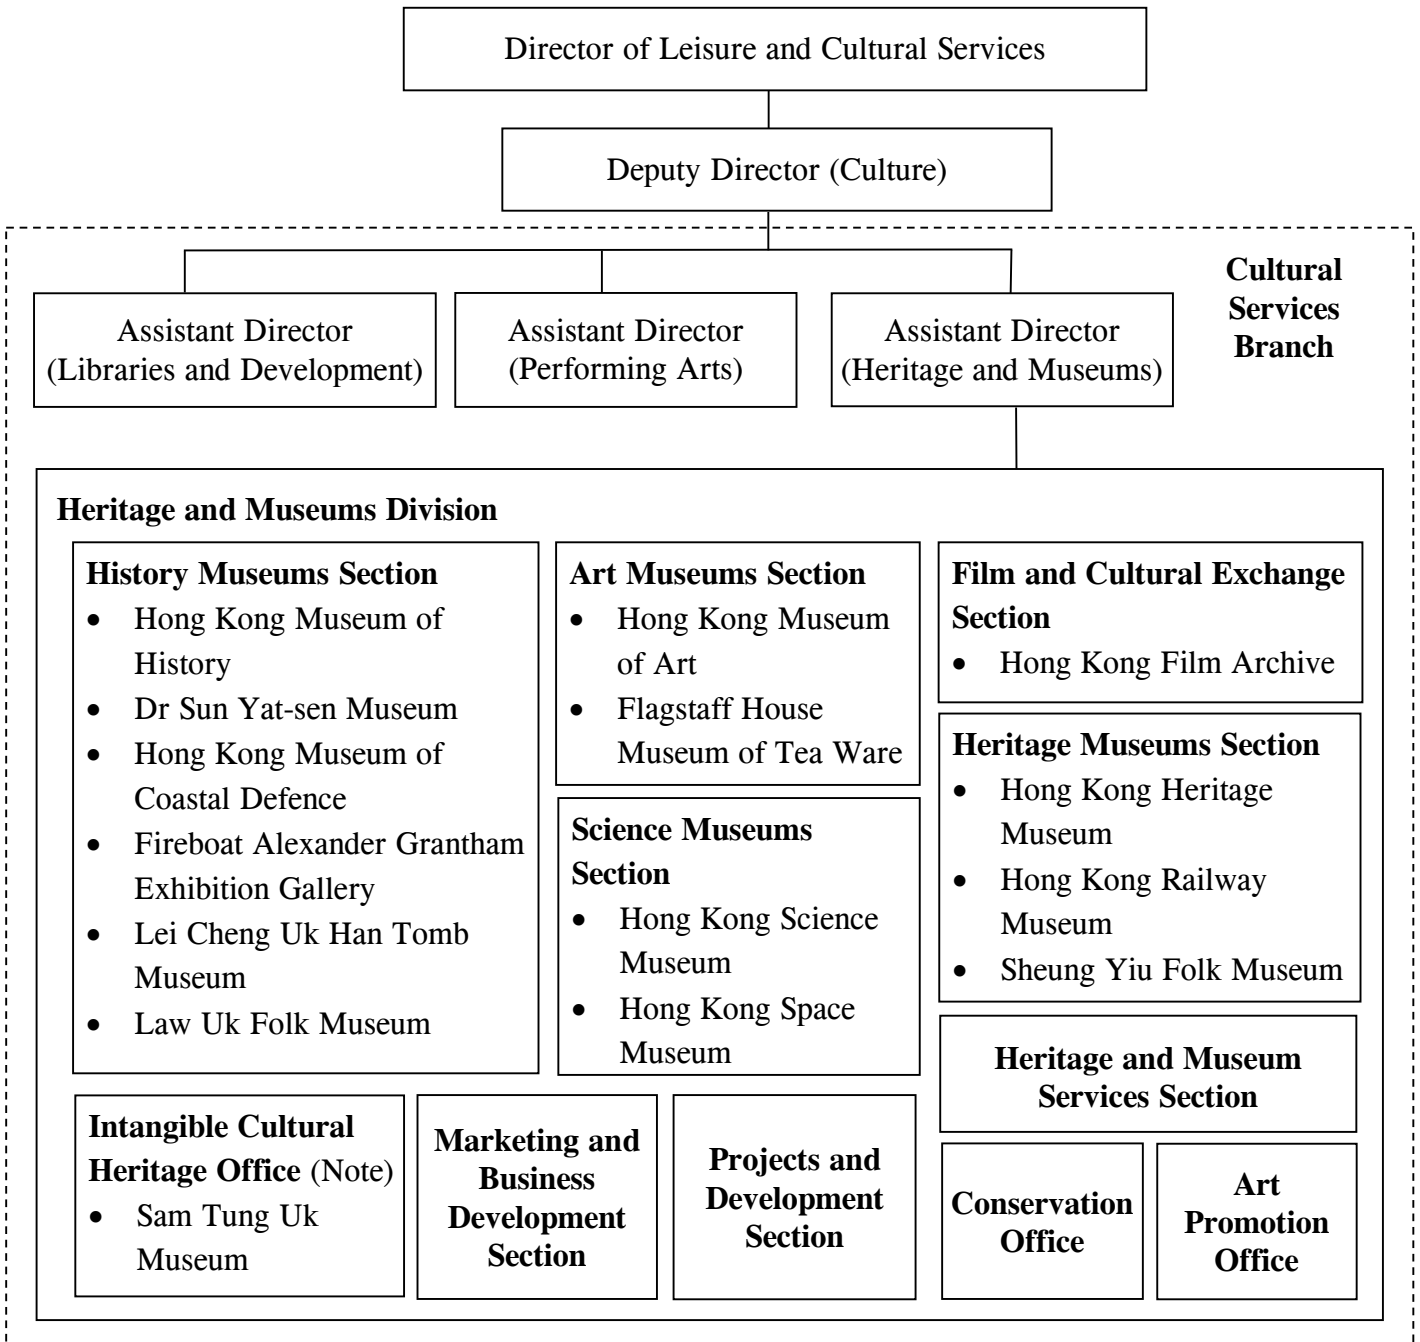 Director of Leisure and Cultural Services
Deputy Director (Culture)
Cultural
Services
Branch
Assistant Director
(Libraries and Development)
Assistant Director
(Performing Arts)
Assistant Director
(Heritage and Museums)
Heritage and Museums Division
History Museums Section
• Hong Kong Museum of
History
• Dr Sun Yat-sen Museum
• Hong Kong Museum of
Coastal Defence
• Fireboat Alexander Grantham
Exhibition Gallery
• Lei Cheng Uk Han Tomb
Museum
• Law Uk Folk Museum
Art Museums Section
• Hong Kong Museum
of Art
• Flagstaff House
Museum of Tea Ware
Science Museums
Section
• Hong Kong Science
Museum
• Hong Kong Space
Museum
Film and Cultural Exchange
Section
• Hong Kong Film Archive
Heritage Museums Section
• Hong Kong Heritage
Museum
• Hong Kong Railway
Museum
• Sheung Yiu Folk Museum
Heritage and Museum
Services Section
Intangible Cultural
Heritage Office (Note)
• Sam Tung Uk
Museum
Marketing and
Business
Development
Section
Projects and
Development
Section
Conservation
Office
Art
Promotion
Office